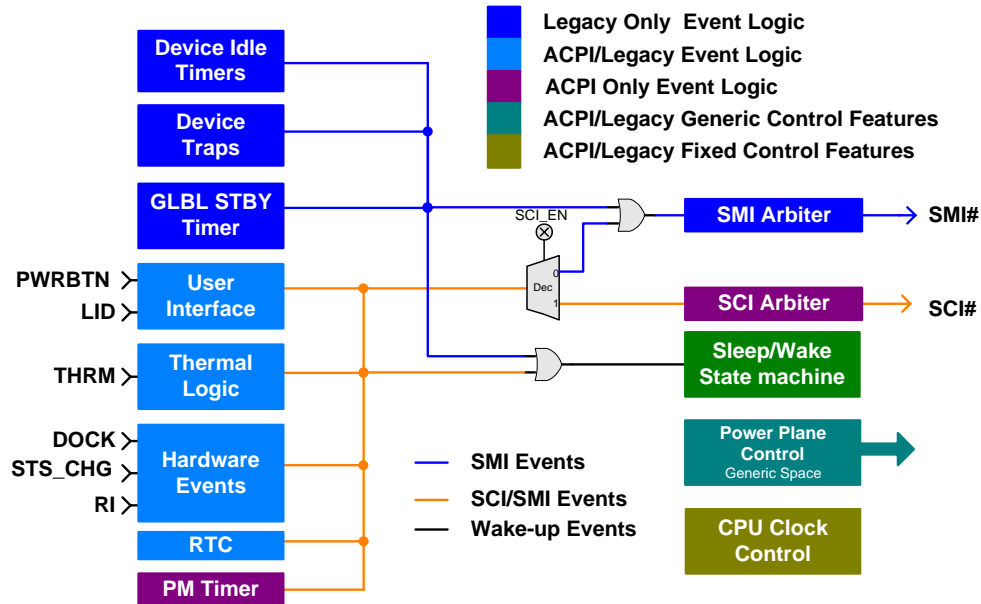 Legacy Only Event Logic
ACPI/Legacy Event Logic
ACPI Only Event Logic
ACPI/Legacy Generic Control Features
ACPI/Legacy Fixed Control Features
Device Idle
Timers
Device
Traps
GLBL STBY
Timer
PWRBTN
LID
User
Interface
THRM
Thermal
Logic
DOCK
STS_CHG
RI
Hardware
Events
RTC
PM Timer
SCI_EN
Dec
0
1
SMI Arbiter
SMI#
SCI Arbiter
SCI#
Sleep/Wake
State machine
Power Plane
Control
Generic Space
CPU Clock
Control
SMI Events
SCI/SMI Events
Wake-up Events